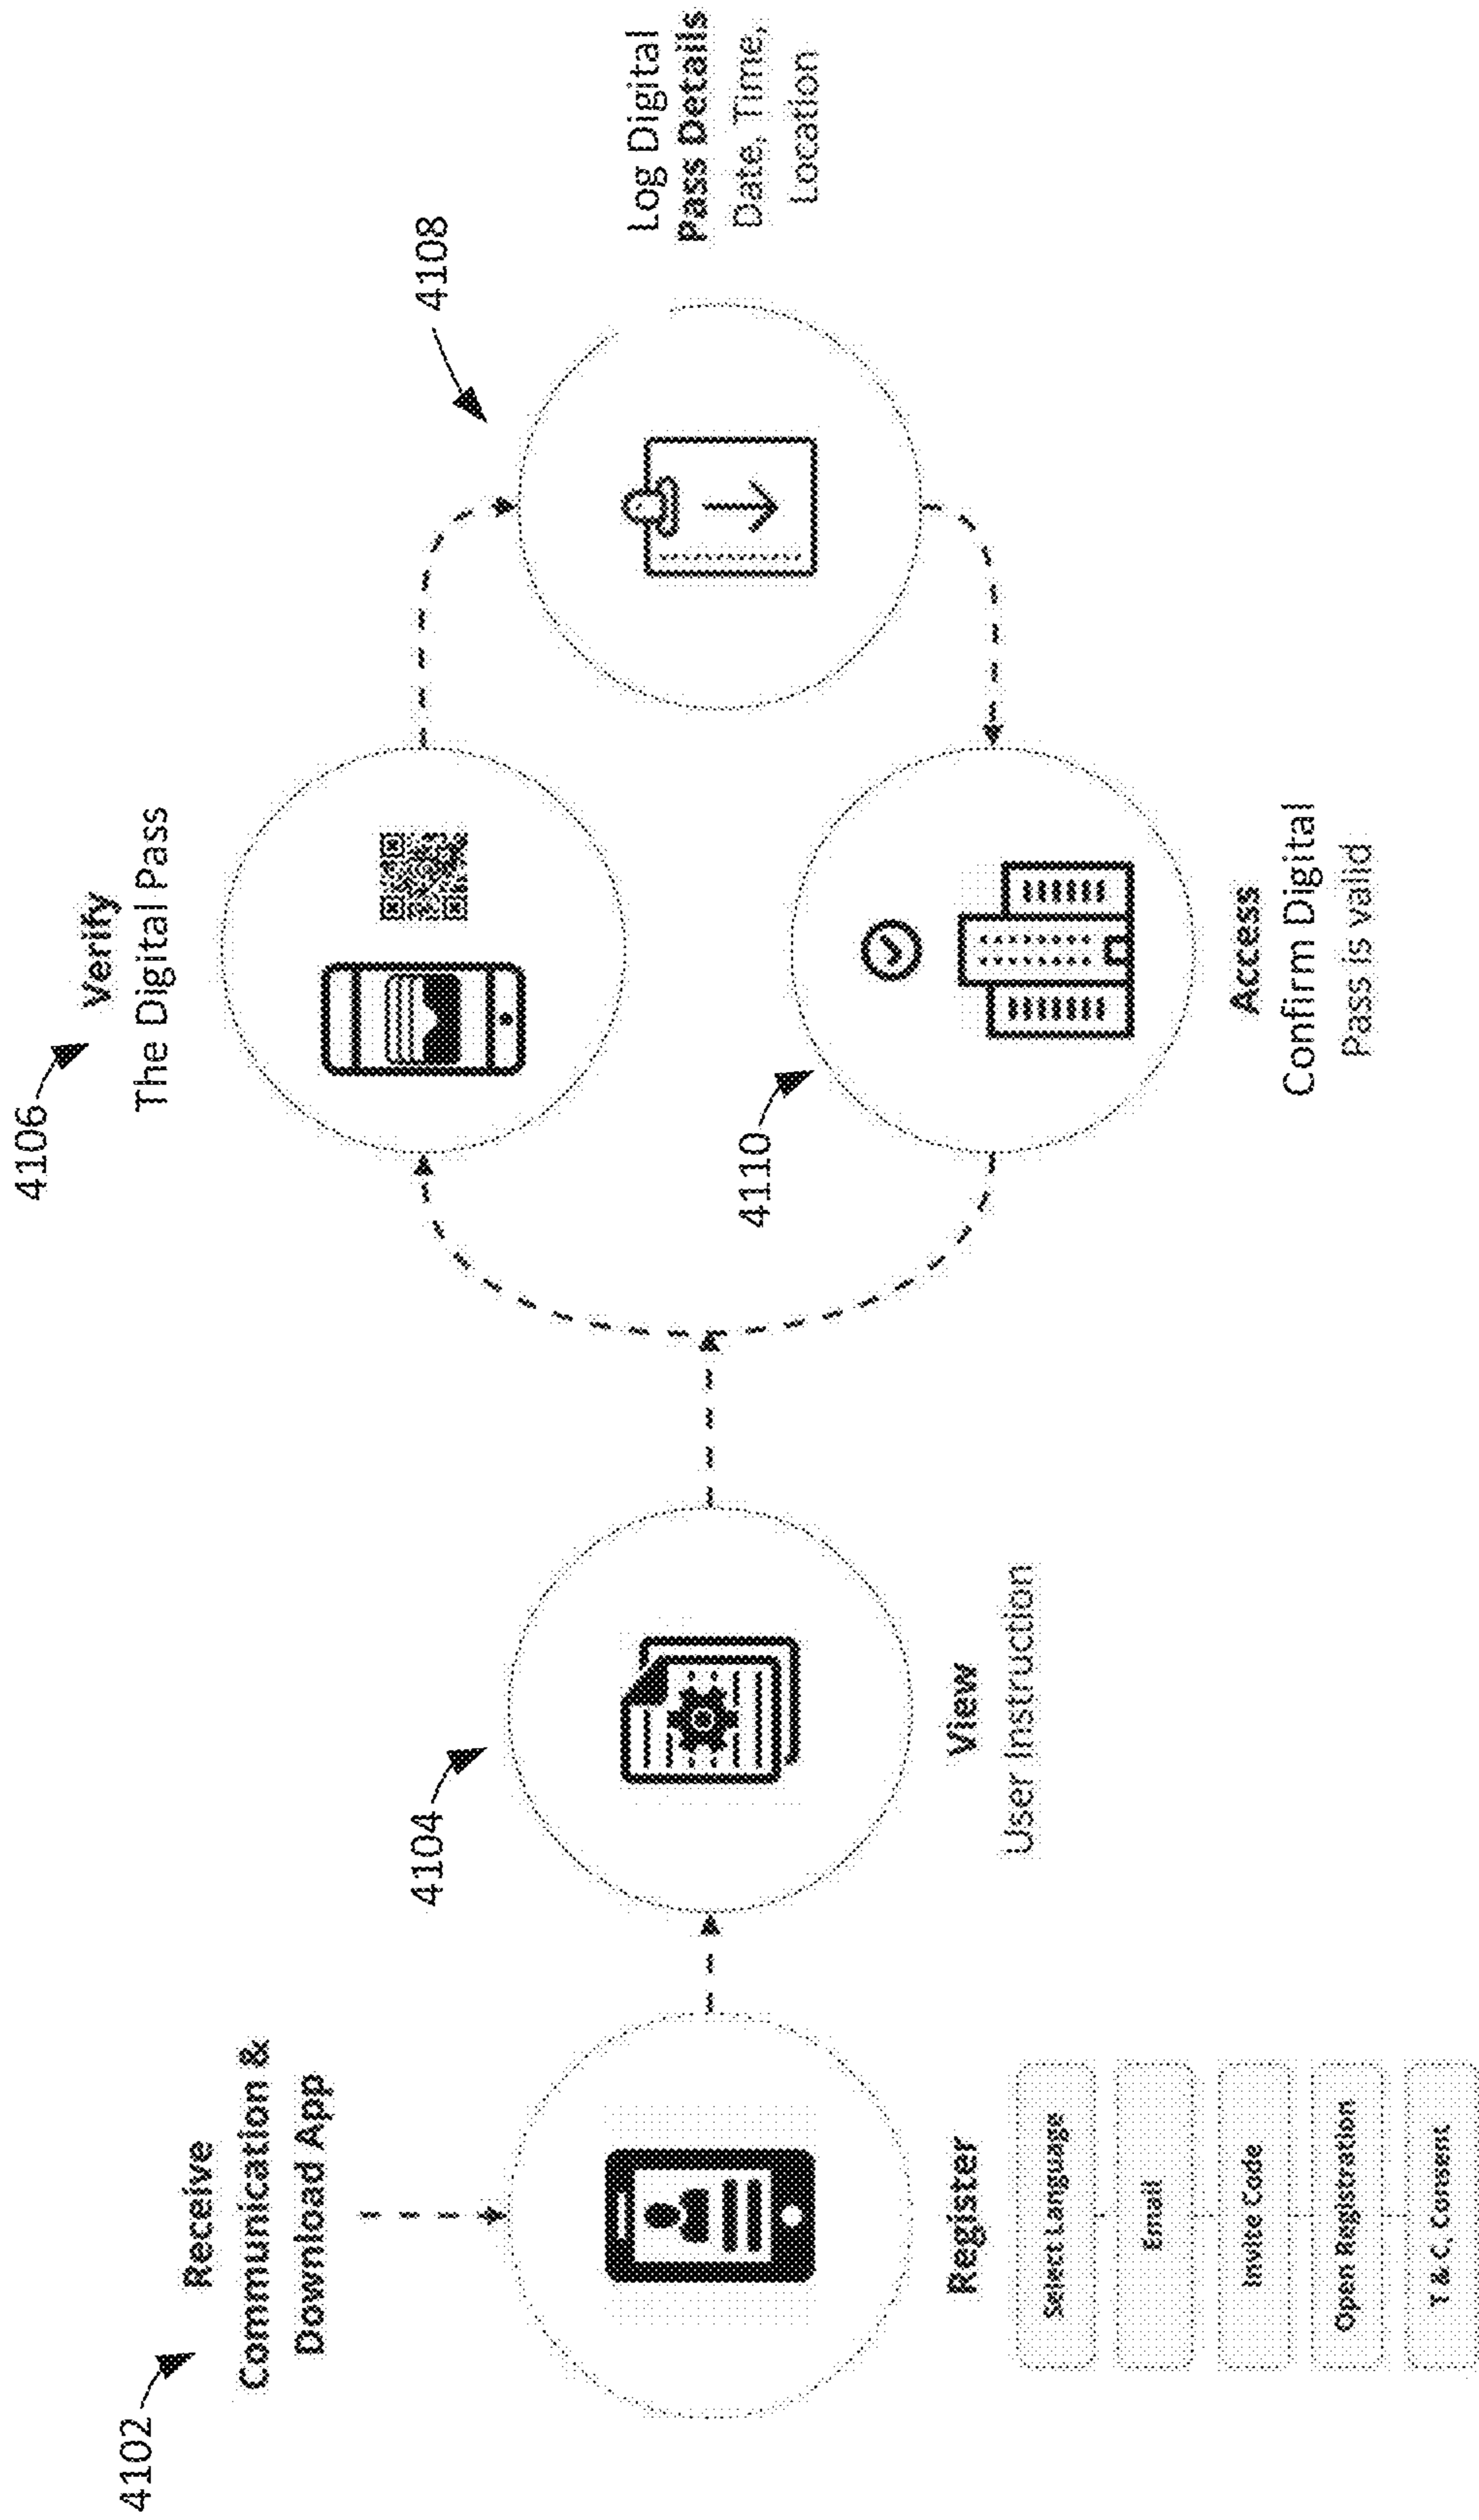 4102
Receive
Communication &
Download App
Register
Select Language
Email
Invite Code
Open Registration
T & C, Consent
4104
View
User Instruction
4106
Verify
The Digital Pass
4108
Log Digital
Pass Details
Date, Time,
Location
4110
Access
Confirm Digital
Pass is valid